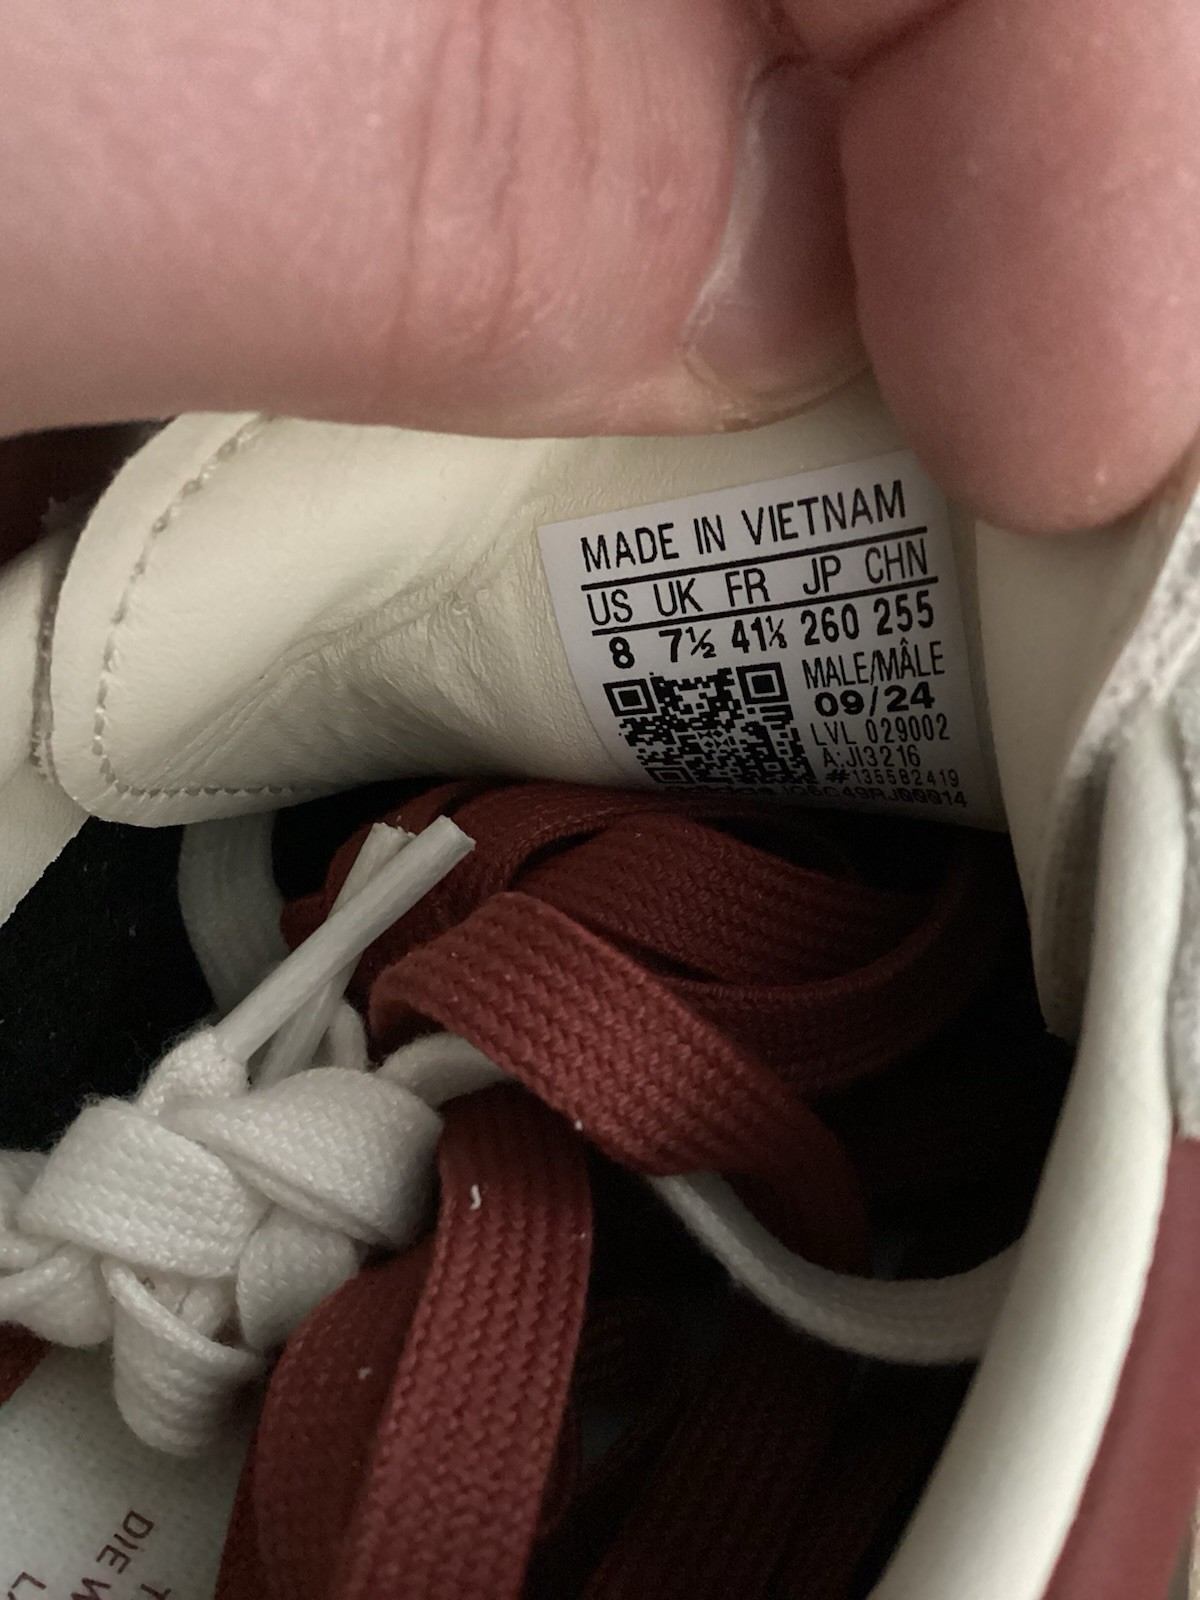 MADE IN VIETNAM
US UK FR JP CHN
8 7½ 41⅓ 260 255
MALE/MÂLE
09/24
LVL 029002
A:JI3216
#135582419
DIE W